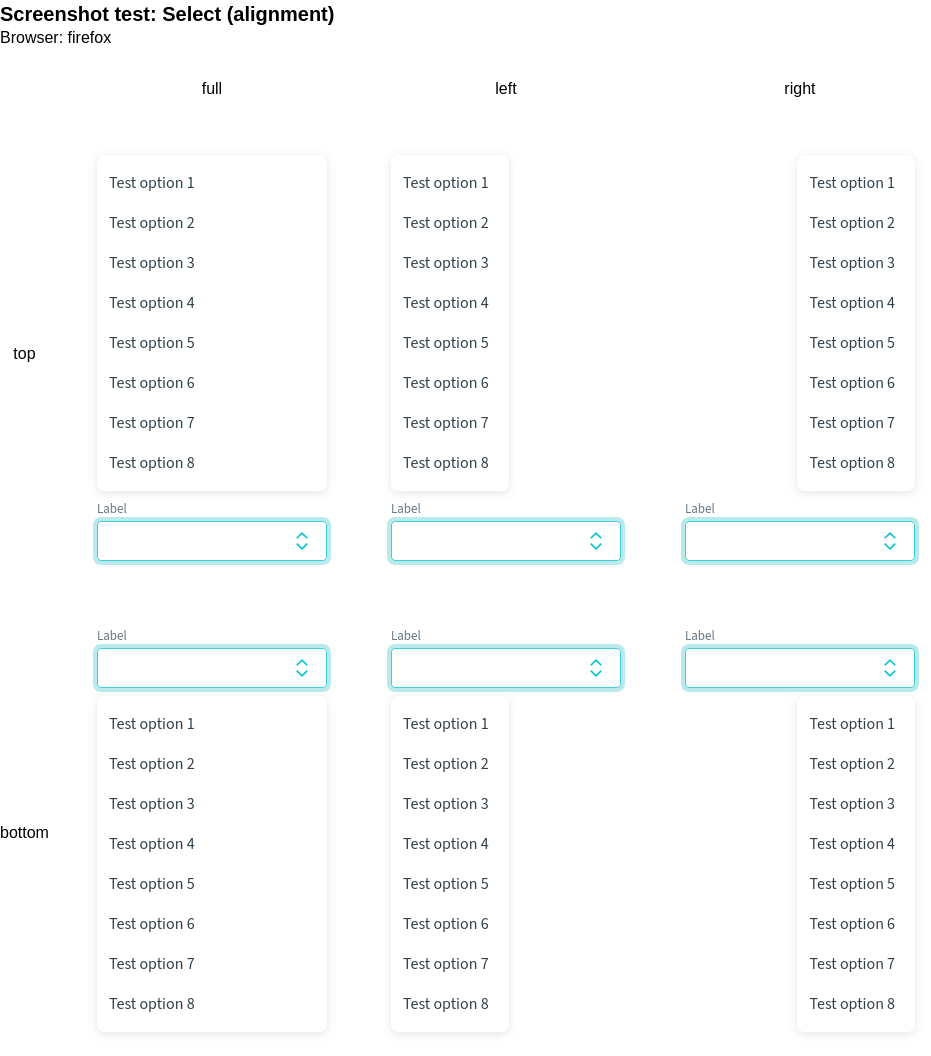 Screenshot test: Select (alignment)
Browser: firefox
full left right
Test option 1 Test option 1 Test option 1
Test option 2 Test option 2 Test option 2
Test option 3 Test option 3 Test option 3
Test option 4 Test option 4 Test option 4
Test option 5 Test option 5 Test option 5
top
Test option 6 Test option 6 Test option 6
Test option 7 Test option 7 Test option 7
Test option 8 Test option 8 Test option 8
Label Label Label
Label Label Label
Test option 1 Test option 1 Test option 1
Test option 2 Test option 2 Test option 2
Test option 3 Test option 3 Test option 3
bottom
Test option 4 Test option 4 Test option 4
Test option 5 Test option 5 Test option 5
Test option 6 Test option 6 Test option 6
Test option 7 Test option 7 Test option 7
Test option 8 Test option 8 Test option 8